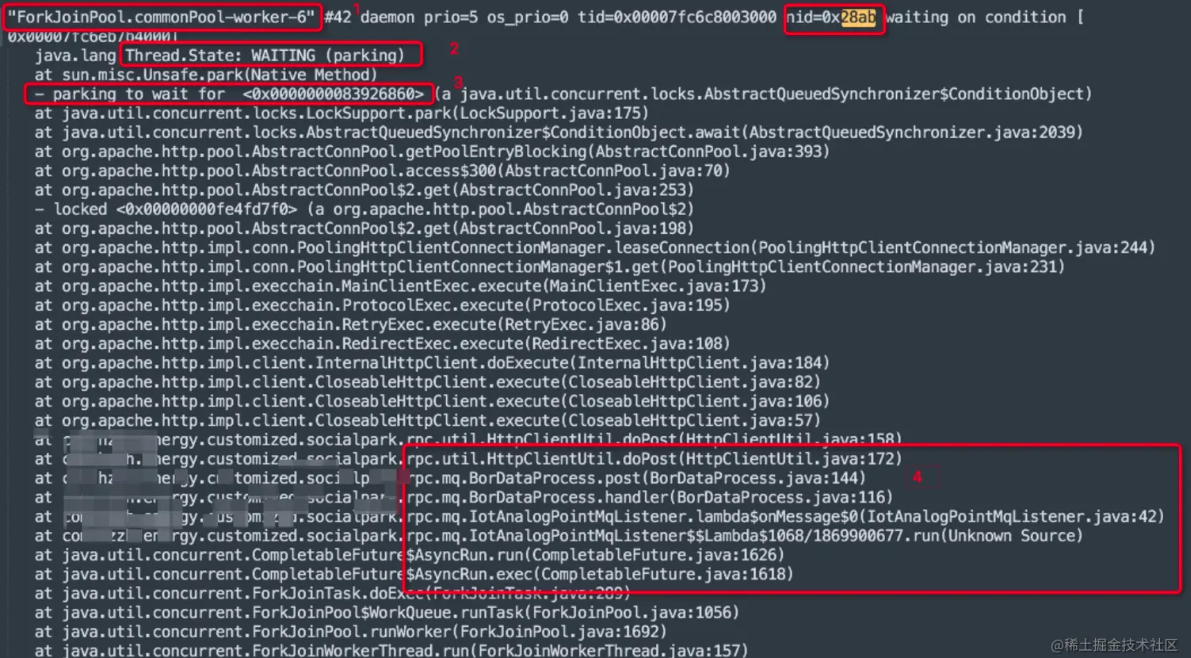 "ForkJoinPool.commonPool-worker-6" #42 daemon prio=5 os_prio=0 tid=0x00007fc6c8003000 nid=0x28ab waiting on condition [
1
0x00007fc6eb7b4000]
java.lang Thread.State: WAITING (parking)
2
at sun.misc.Unsafe.park(Native Method)
3
- parking to wait for <0x0000000083926860> (a java.util.concurrent.locks.AbstractQueuedSynchronizer$ConditionObject)
at java.util.concurrent.locks.LockSupport.park(LockSupport.java:175)
at java.util.concurrent.locks.AbstractQueuedSynchronizer$ConditionObject.await(AbstractQueuedSynchronizer.java:2039)
at org.apache.http.pool.AbstractConnPool.getPoolEntryBlocking(AbstractConnPool.java:393)
at org.apache.http.pool.AbstractConnPool.access$300(AbstractConnPool.java:70)
at org.apache.http.pool.AbstractConnPool$2.get(AbstractConnPool.java:253)
- locked <0x00000000fe4fd7f0> (a org.apache.http.pool.AbstractConnPool$2)
at org.apache.http.pool.AbstractConnPool$2.get(AbstractConnPool.java:198)
at org.apache.http.impl.conn.PoolingHttpClientConnectionManager.leaseConnection(PoolingHttpClientConnectionManager.java:244)
at org.apache.http.impl.conn.PoolingHttpClientConnectionManager$1.get(PoolingHttpClientConnectionManager.java:231)
at org.apache.http.impl.execchain.MainClientExec.execute(MainClientExec.java:173)
at org.apache.http.impl.execchain.ProtocolExec.execute(ProtocolExec.java:195)
at org.apache.http.impl.execchain.RetryExec.execute(RetryExec.java:86)
at org.apache.http.impl.execchain.RedirectExec.execute(RedirectExec.java:108)
at org.apache.http.impl.client.InternalHttpClient.doExecute(InternalHttpClient.java:184)
at org.apache.http.impl.client.CloseableHttpClient.execute(CloseableHttpClient.java:82)
at org.apache.http.impl.client.CloseableHttpClient.execute(CloseableHttpClient.java:106)
at org.apache.http.impl.client.CloseableHttpClient.execute(CloseableHttpClient.java:57)
at .customized.socialpark.rpc.util.HttpClientUtil.doPost(HttpClientUtil.java:158)
at .customized.socialpark.rpc.util.HttpClientUtil.doPost(HttpClientUtil.java:172)
at rpc.mq.BorDataProcess.post(BorDataProcess.java:144)
4
at rpc.mq.BorDataProcess.handler(BorDataProcess.java:116)
at rpc.mq.IotAnalogPointMqListener.lambda$onMessage$0(IotAnalogPointMqListener.java:42)
at .customized.socialpark.rpc.mq.IotAnalogPointMqListener$$Lambda$1068/1869900677.run(Unknown Source)
at java.util.concurrent.CompletableFuture$AsyncRun.run(CompletableFuture.java:1626)
at java.util.concurrent.CompletableFuture$AsyncRun.exec(CompletableFuture.java:1618)
at java.util.concurrent.ForkJoinTask.doExec(ForkJoinTask.java:289)
at java.util.concurrent.ForkJoinPool$WorkQueue.runTask(ForkJoinPool.java:1056)
at java.util.concurrent.ForkJoinPool.runWorker(ForkJoinPool.java:1692)
at java.util.concurrent.ForkJoinWorkerThread.run(ForkJoinWorkerThread.java:157)
@稀土掘金技术社区